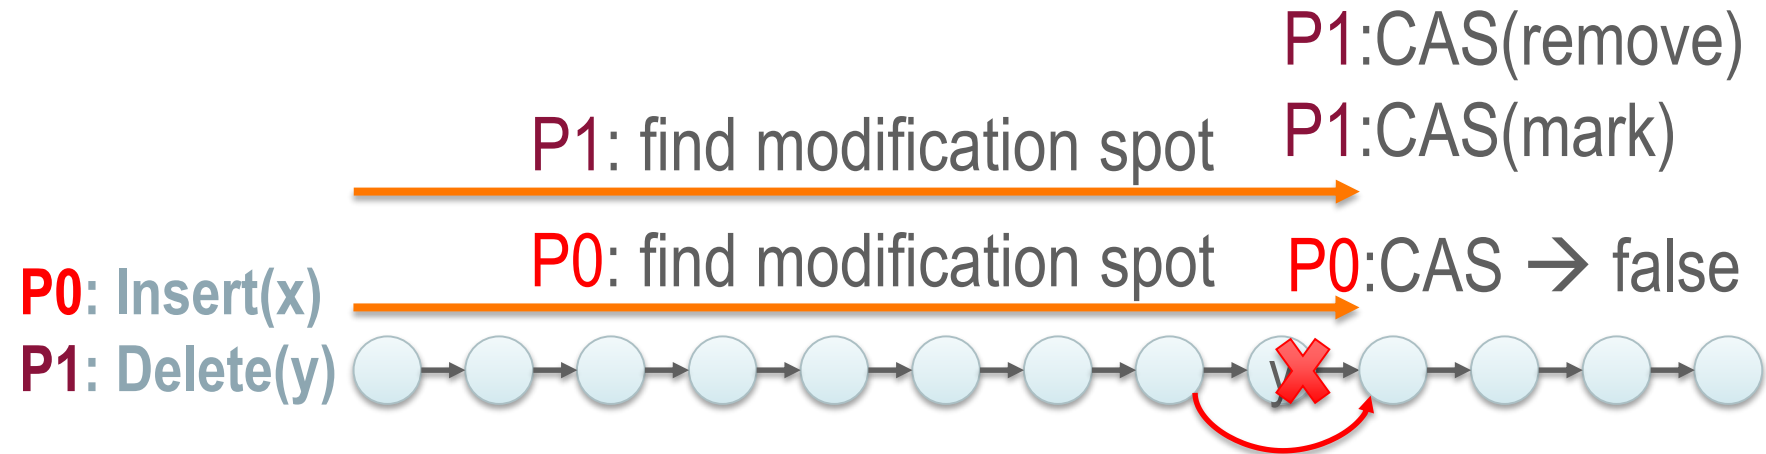 P1:CAS(remove)
P1: find modification spot
P1:CAS(mark)
P0: find modification spot
P0:CAS → false
P0: Insert(x)
P1: Delete(y)
y